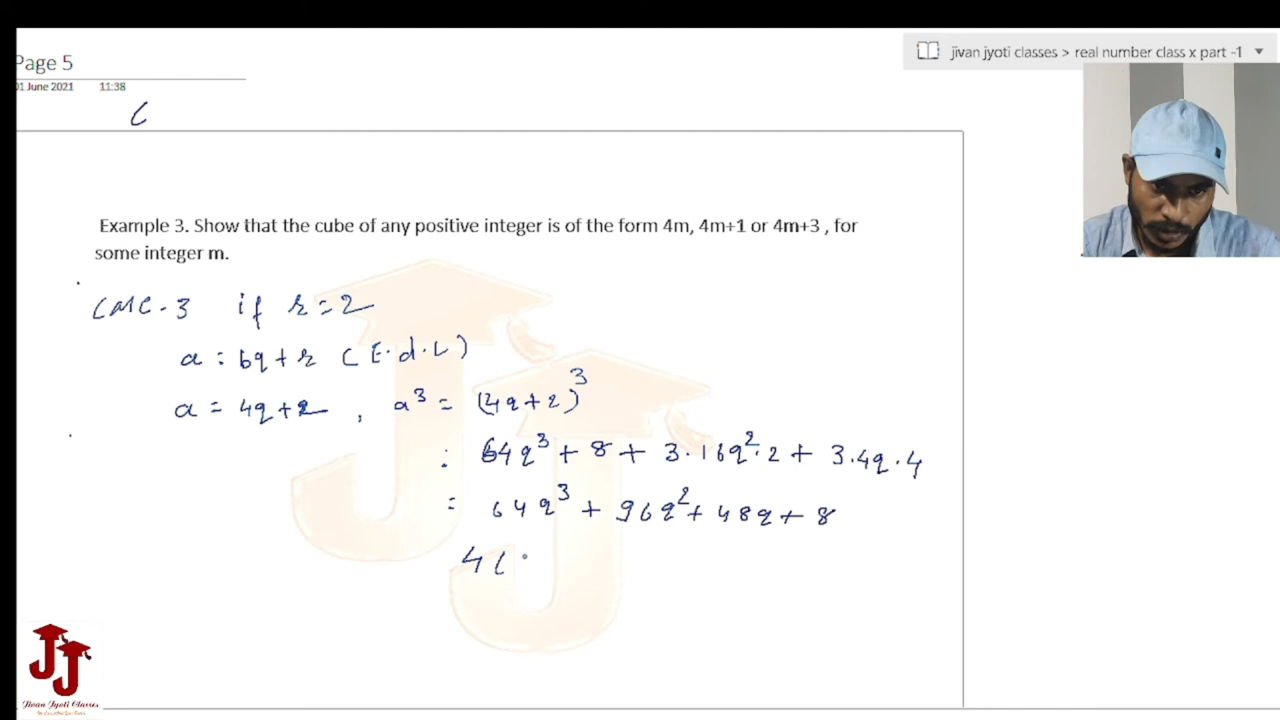 Page 5
jivan jyoti classes > real number class x part -1
01 June 2021 11:38
Example 3. Show that the cube of any positive integer is of the form 4m, 4m+1 or 4m+3 , for
some integer m.
Case - 3 if r = 2
a = bq + r ( E.d.L )
a = 4q + 2 , a³ = (4q + 2)³
: 64q³ + 8 + 3.16q².2 + 3.4q.4
= 64q³ + 96q² + 48q + 8
4 (
JJ
Jivan Jyoti Classes